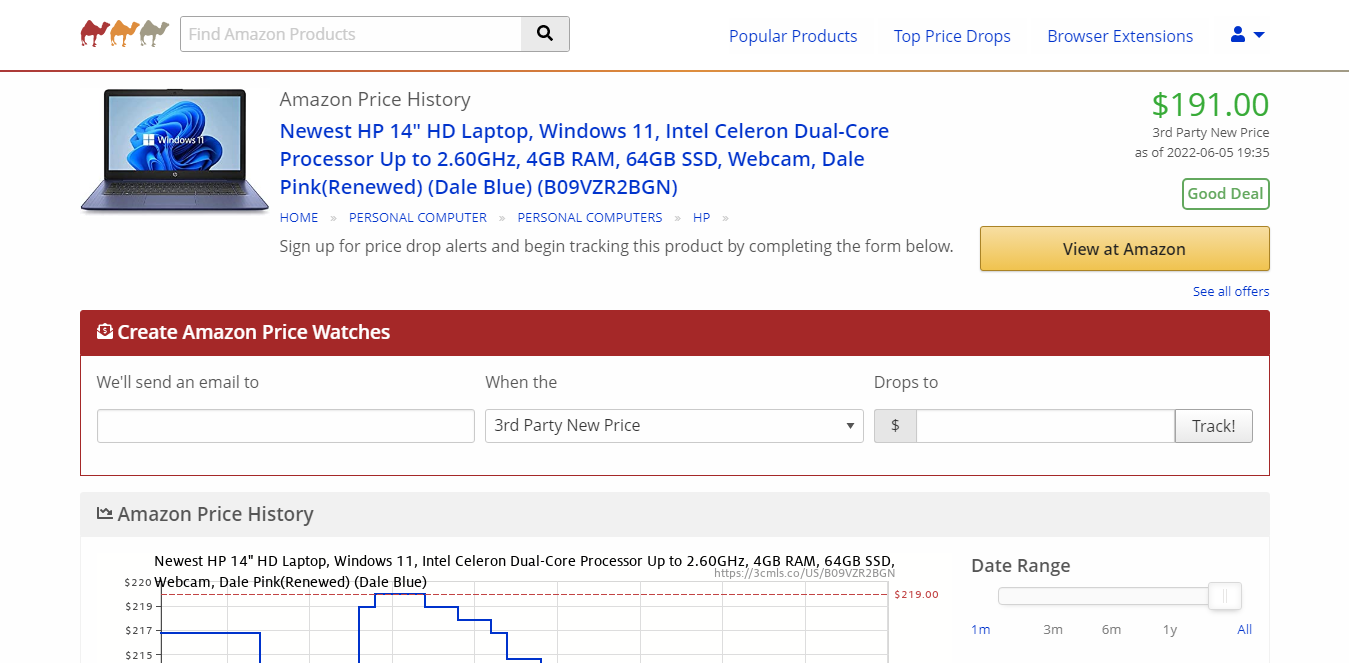 Find Amazon Products
Popular Products
Top Price Drops
Browser Extensions
Windows 11
Amazon Price History
Newest HP 14" HD Laptop, Windows 11, Intel Celeron Dual-Core
Processor Up to 2.60GHz, 4GB RAM, 64GB SSD, Webcam, Dale
Pink(Renewed) (Dale Blue) (B09VZR2BGN)
HOME » PERSONAL COMPUTER » PERSONAL COMPUTERS » HP »
Sign up for price drop alerts and begin tracking this product by completing the form below.
$191.00
3rd Party New Price
as of 2022-06-05 19:35
Good Deal
View at Amazon
See all offers
Create Amazon Price Watches
We'll send an email to
When the
Drops to
3rd Party New Price
$
Track!
Amazon Price History
Newest HP 14" HD Laptop, Windows 11, Intel Celeron Dual-Core Processor Up to 2.60GHz, 4GB RAM, 64GB SSD,
Webcam, Dale Pink(Renewed) (Dale Blue)
https://3cmls.co/US/B09VZR2BGN
$220
$219
$217
$215
$219.00
Date Range
1m
3m
6m
1y
All